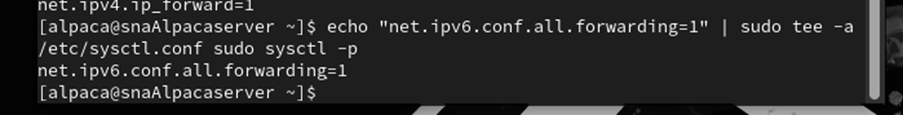 net.ipv4.ip_forward=1
[alpaca@snaAlpacaserver ~]$ echo "net.ipv6.conf.all.forwarding=1" | sudo tee -a
/etc/sysctl.conf sudo sysctl -p
net.ipv6.conf.all.forwarding=1
[alpaca@snaAlpacaserver ~]$